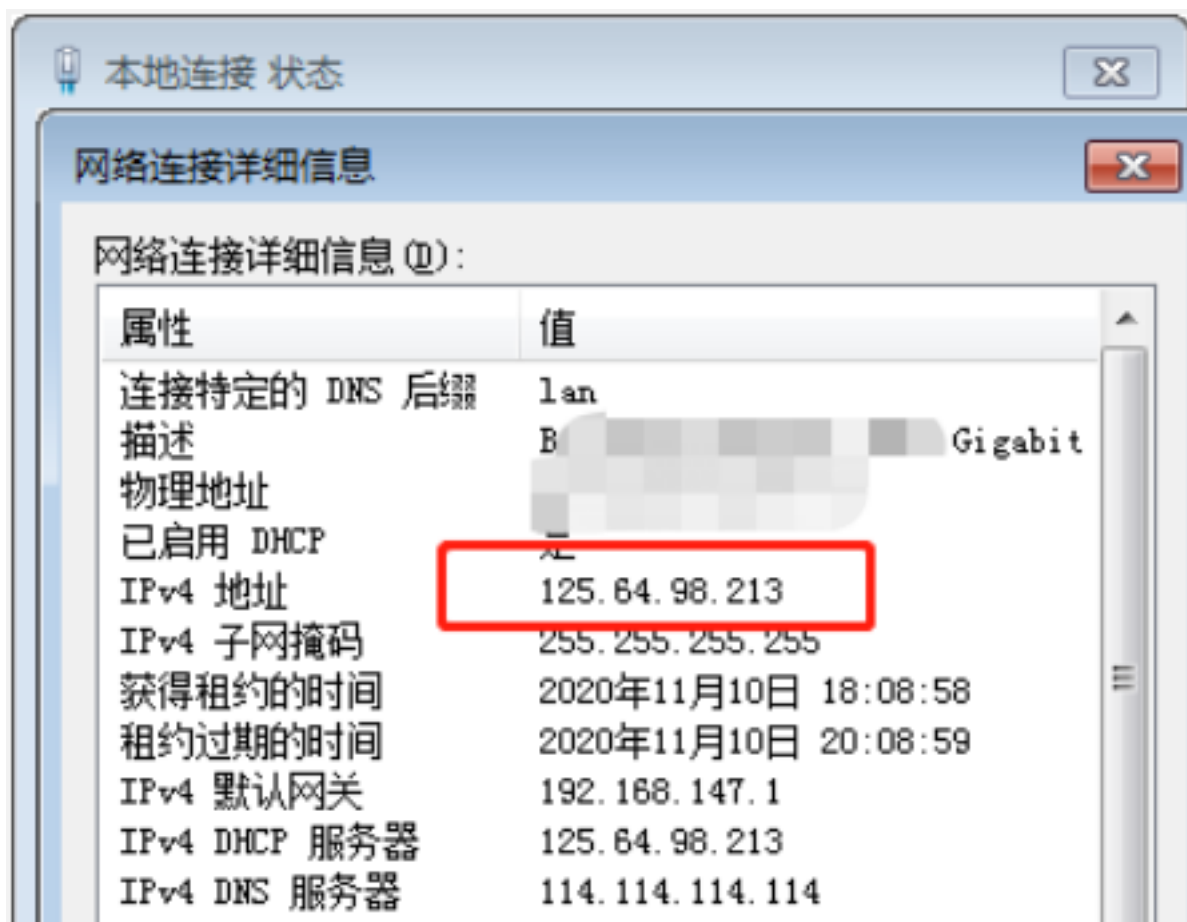 本地连接 状态
网络连接详细信息
网络连接详细信息(D):
属性 值
连接特定的 DNS 后缀 lan
描述 B Gigabit
物理地址
已启用 DHCP 是
IPv4 地址 125.64.98.213
IPv4 子网掩码 255.255.255.255
获得租约的时间 2020年11月10日 18:08:58
租约过期的时间 2020年11月10日 20:08:59
IPv4 默认网关 192.168.147.1
IPv4 DHCP 服务器 125.64.98.213
IPv4 DNS 服务器 114.114.114.114